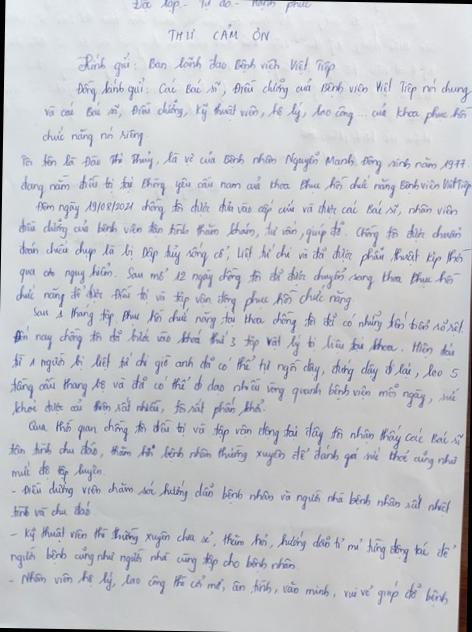 Độc lập - Tự do - Hạnh phúc
THƯ CẢM ƠN
Kính gửi: Ban lãnh đạo Bệnh viện Việt Tiệp
Đồng kính gửi: Các Bác sĩ, Điều dưỡng của Bệnh viện Việt Tiệp nói chung
và các Bác sĩ, Điều dưỡng, Kỹ thuật viên, hộ lý, lao công ... của khoa phục hồi
chức năng nói riêng.
Tôi tên là Đào Thị Thủy, là vợ của Bệnh nhân Nguyễn Mạnh Đông sinh năm 1977
đang nằm điều trị tại Phòng yêu cầu nam của khoa Phục hồi chức năng Bệnh viện Việt Tiệp
Đêm ngày 19/08/2021 chồng tôi được đưa vào cấp cứu và được các Bác sĩ, nhân viên
điều dưỡng của bệnh viện tận tình thăm khám, tư vấn, giúp đỡ. Chồng tôi được chuẩn
đoán chiếu chụp là bị Dập tủy sống cổ, Liệt tứ chi và đã được phẫu thuật kịp thời
qua cơn nguy hiểm. Sau mổ 12 ngày chồng tôi đã được chuyển sang khoa Phục hồi
chức năng để được Điều trị và tập vận động phục hồi chức năng.
Sau 1 tháng tập Phục hồi chức năng tại khoa chồng tôi đã có những tiến triển rõ rệt
Đến nay chồng tôi đã bước vào khoá thứ 3 tập vật lý trị liệu tại khoa. Hiện tại
từ 1 người bị liệt tứ chi giờ anh đã có thể tự ngồi dậy, đứng dậy đi lại, leo 5
tầng cầu thang bộ và đã có thể đi dạo nhiều vòng quanh bệnh viện mỗi ngày, sức
khỏe được cải thiện rất nhiều, tôi rất phấn khởi.
Qua thời gian chồng tôi điều trị và tập vận động tại đây tôi nhận thấy các Bác sĩ
tận tình chu đáo, thăm hỏi bệnh nhân thường xuyên để đánh giá sức khoẻ cũng như
mức độ tập luyện.
- Điều dưỡng viên chăm sóc hướng dẫn bệnh nhân và người nhà bệnh nhân rất nhiệt
tình và chu đáo
- Kỹ thuật viên thì thường xuyên chia sẻ, thăm hỏi, hướng dẫn tỉ mỉ từng động tác để
người bệnh cũng như người nhà cùng tập cho bệnh nhân.
- Nhân viên hộ lý, lao công thì cởi mở, ân tình, văn minh, vui vẻ giúp đỡ bệnh